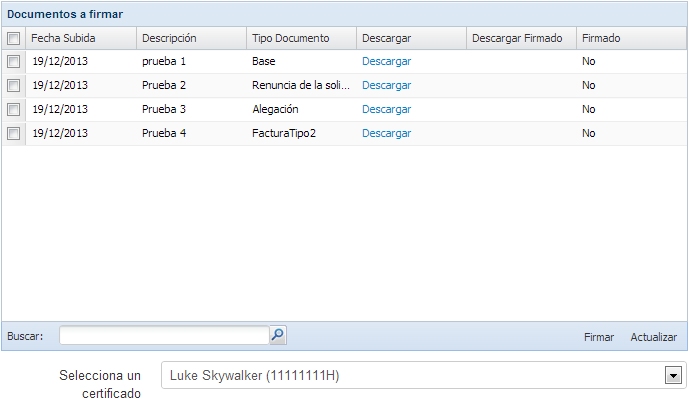 Documentos a firmar
Fecha Subida Descripción Tipo Documento Descargar Descargar Firmado Firmado
19/12/2013 prueba 1 Base Descargar No
19/12/2013 Prueba 2 Renuncia de la soli... Descargar No
19/12/2013 Prueba 3 Alegación Descargar No
19/12/2013 Prueba 4 FacturaTipo2 Descargar No
Buscar: Firmar Actualizar
Selecciona un Luke Skywalker (11111111H)
certificado